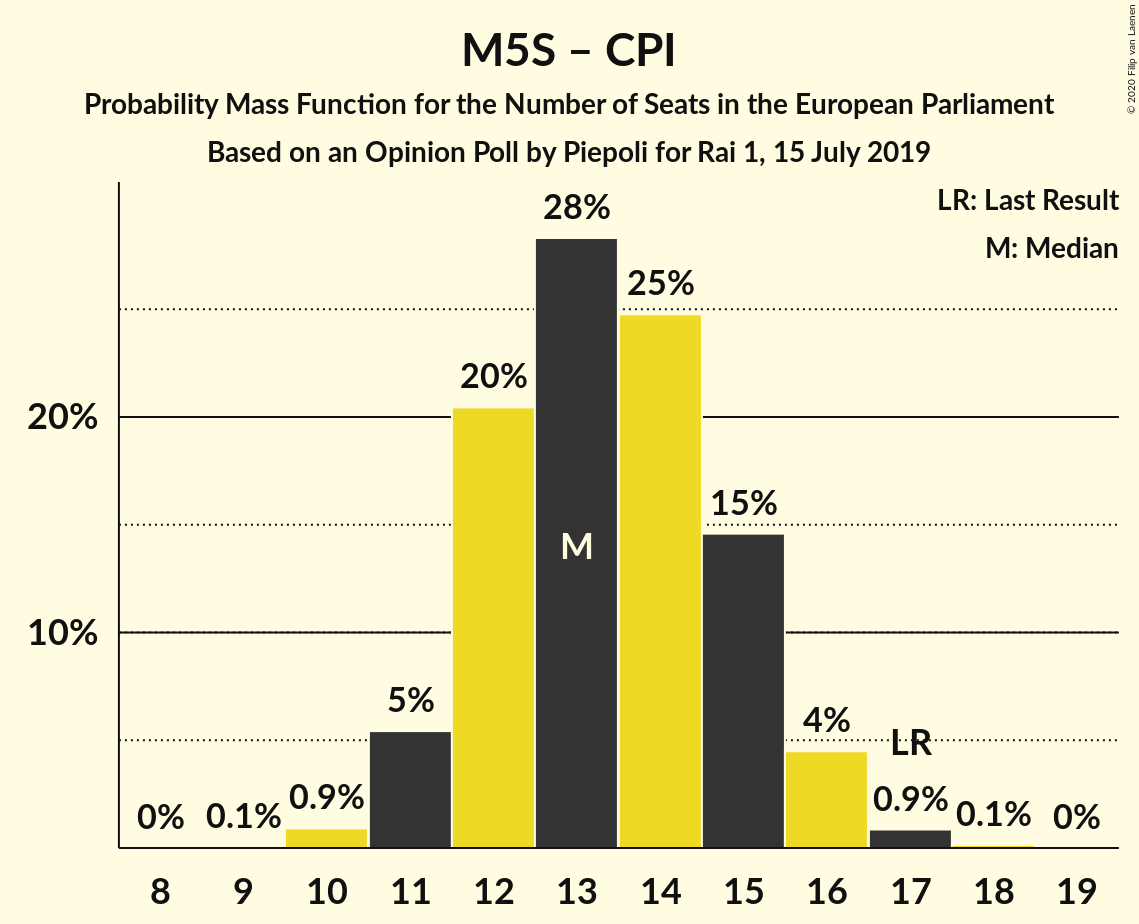 M5S – CPI
Probability Mass Function for the Number of Seats in the European Parliament
Based on an Opinion Poll by Piepoli for Rai 1, 15 July 2019
© 2020 Filip van Laenen
LR: Last Result
M: Median
28%
25%
20%
20%
15%
M
10%
5%
4%
LR
0%
0.1%
0.9%
0.9%
0.1%
0%
8 9 10 11 12 13 14 15 16 17 18 19